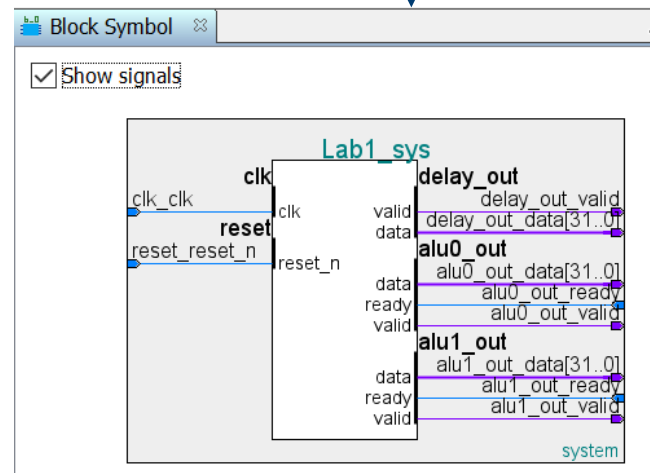 Block Symbol
Show signals
Lab1_sys
clk
delay_out
clk_clk
delay_out_valid
clk
valid
reset
data
delay_out_data[31..0]
reset_reset_n
alu0_out
reset_n
alu0_out_data[31..0]
data
alu0_out_ready
ready
alu0_out_valid
valid
alu1_out
alu1_out_data[31..0]
data
alu1_out_ready
ready
alu1_out_valid
valid
system